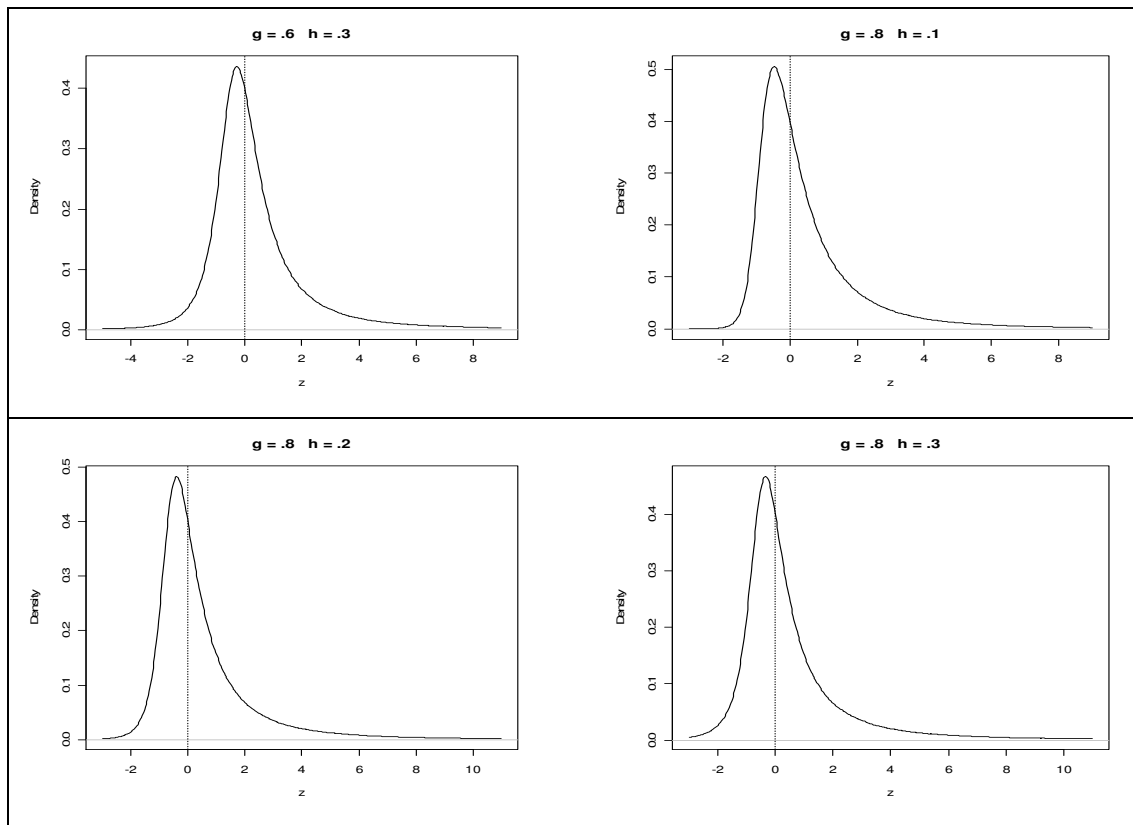 g = .6 h = .3
Density
0.0
0.1
0.2
0.3
0.4
-4 -2 0 2 4 6 8
z
g = .8 h = .1
Density
0.0
0.1
0.2
0.3
0.4
0.5
-2 0 2 4 6 8
z
g = .8 h = .2
Density
0.0
0.1
0.2
0.3
0.4
0.5
-2 0 2 4 6 8 10
z
g = .8 h = .3
Density
0.0
0.1
0.2
0.3
0.4
-2 0 2 4 6 8 10
z